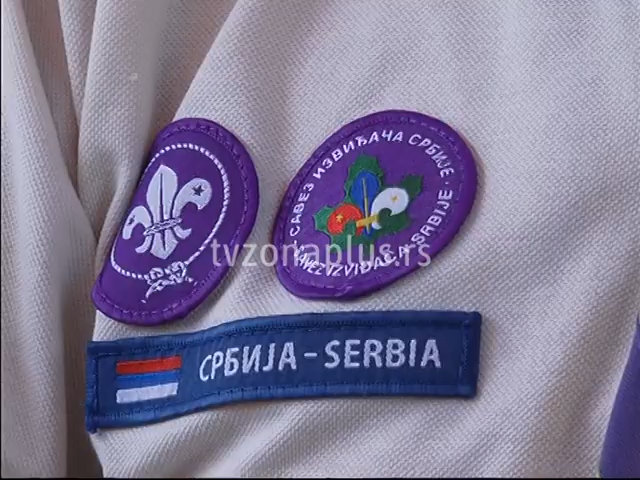 САВЕЗ ИЗВИЂАЧА СРБИЈЕ
SAVEZ IZVIĐAČA SRBIJE
tvzonaplus.rs
СРБИЈА - SERBIA